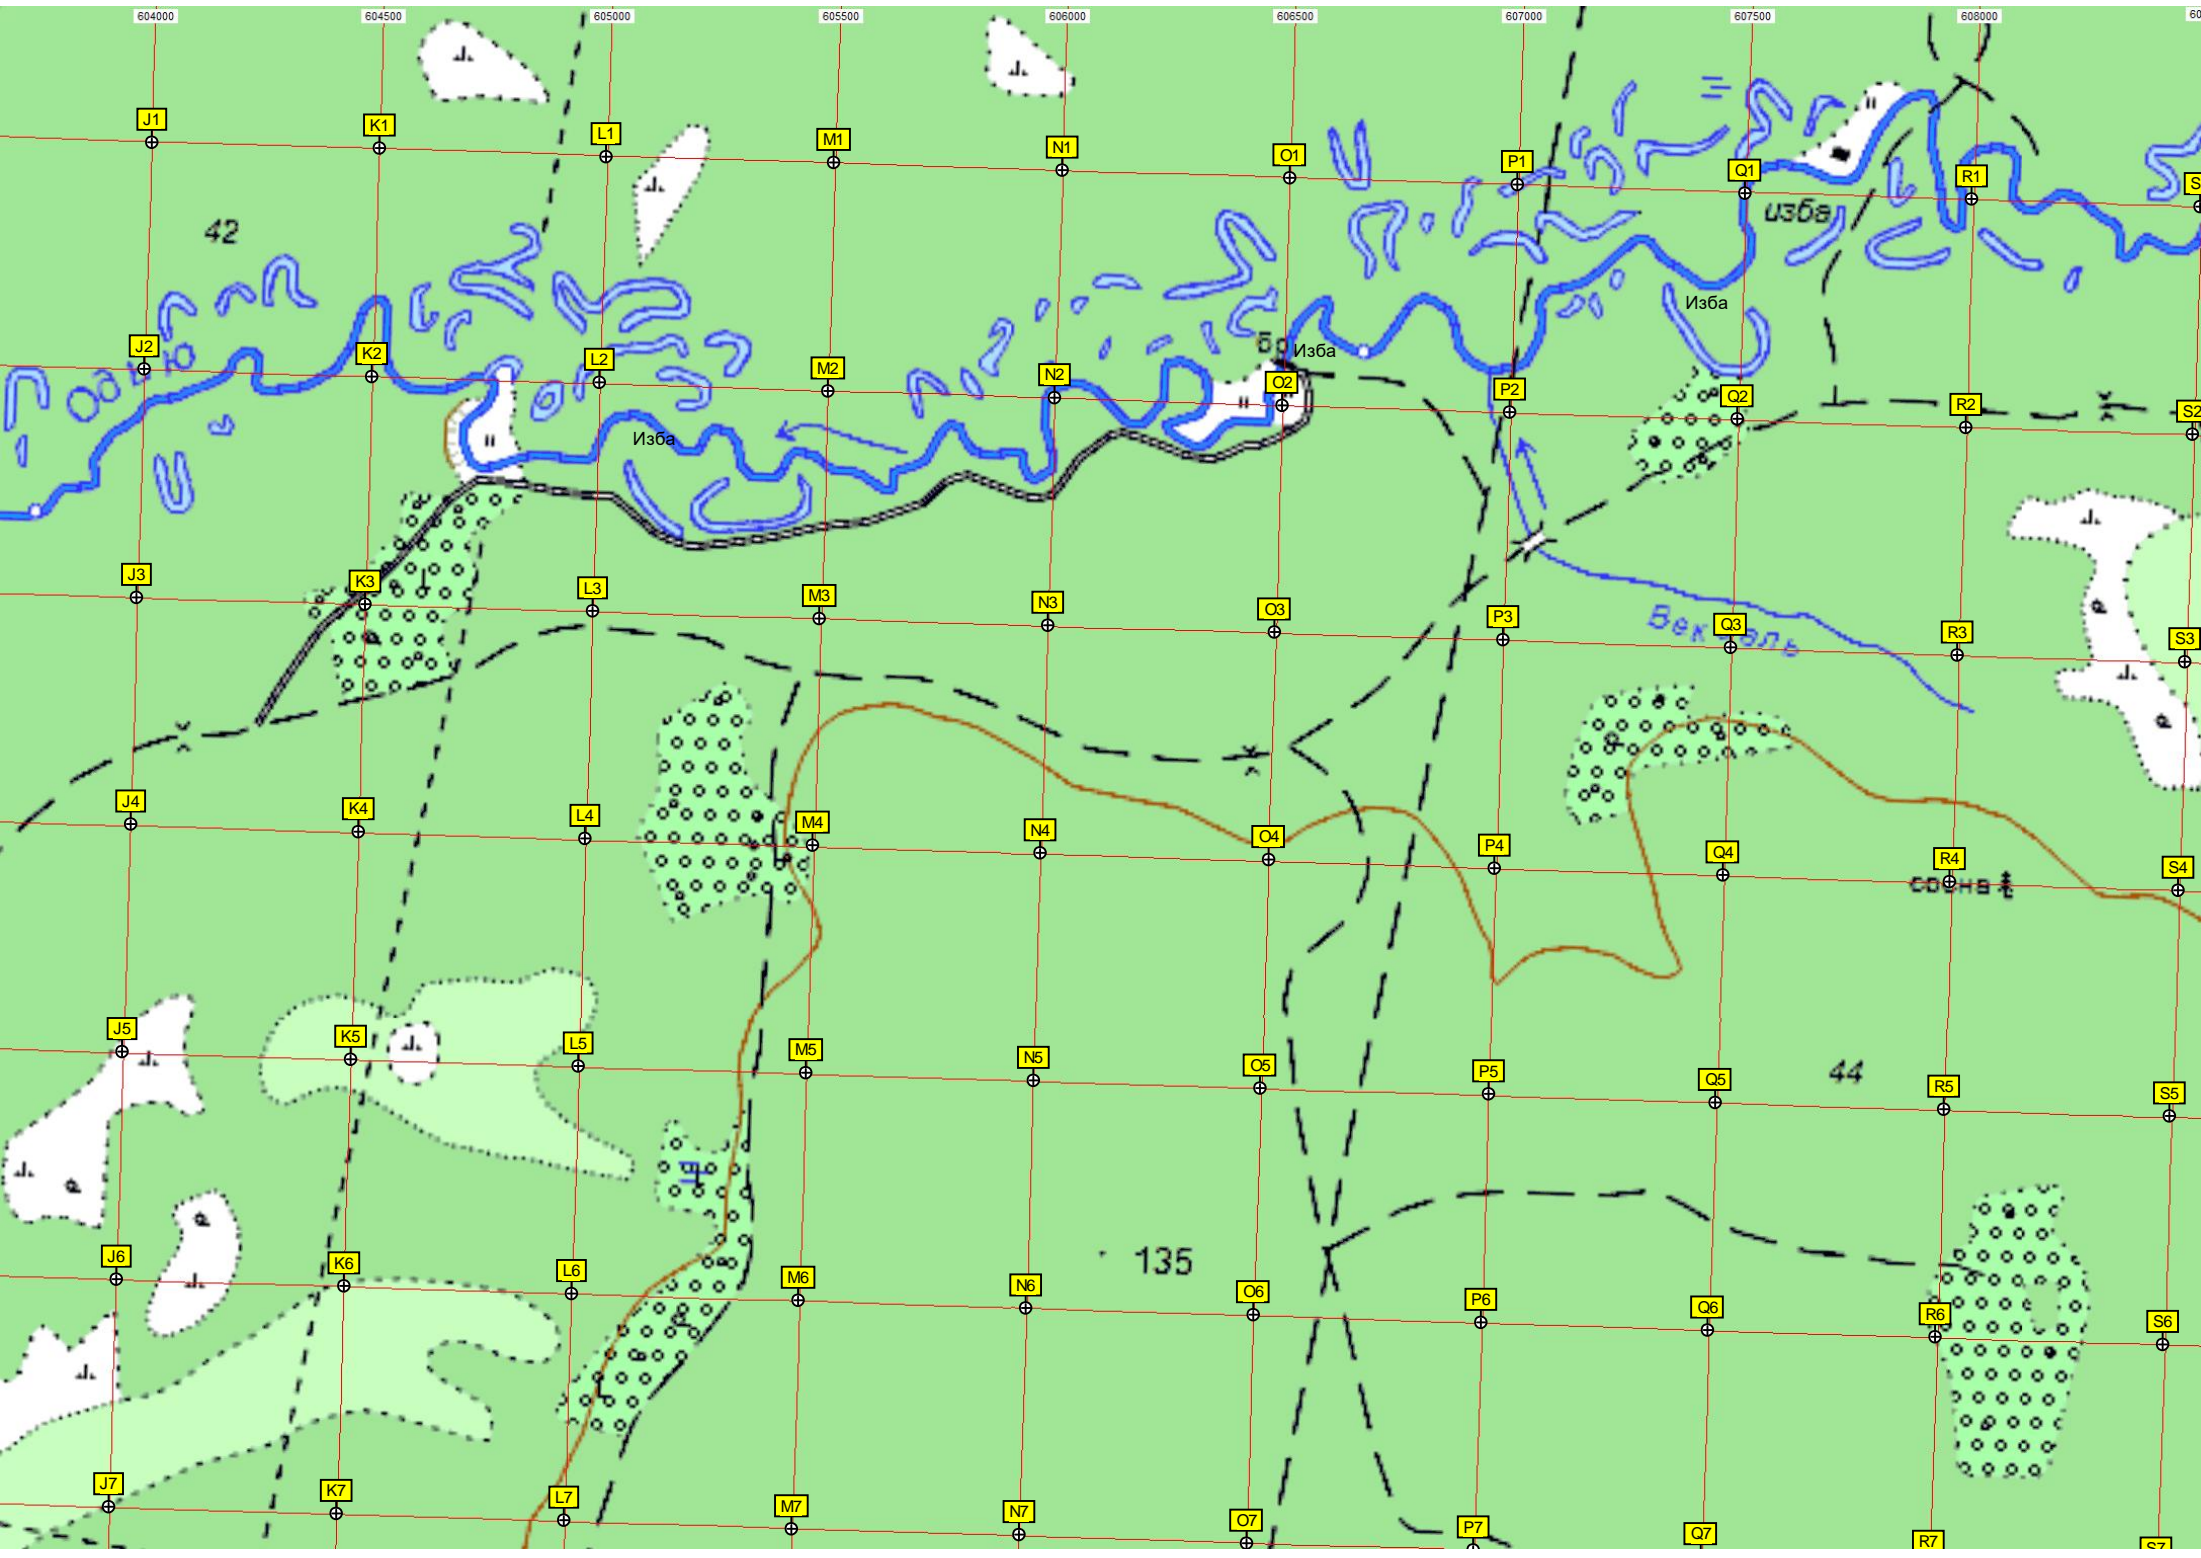 604000 604500 605000 605500 606000 606500 607000 607500 608000 60
J1 K1 L1 M1 N1 O1 P1 Q1 R1 S
42
изба
Изба
Изба
J2 K2 L2 M2 N2 O2 P2 Q2 R2 S2
Изба
J3 K3 L3 M3 N3 O3 P3 Q3 R3 S3
J4 K4 L4 M4 N4 O4 P4 Q4 R4 S4
J5 K5 L5 M5 N5 O5 P5 Q5 R5 S5
44
135
J6 K6 L6 M6 N6 O6 P6 Q6 R6 S6
J7 K7 L7 M7 N7 O7 P7 Q7 R7 S7